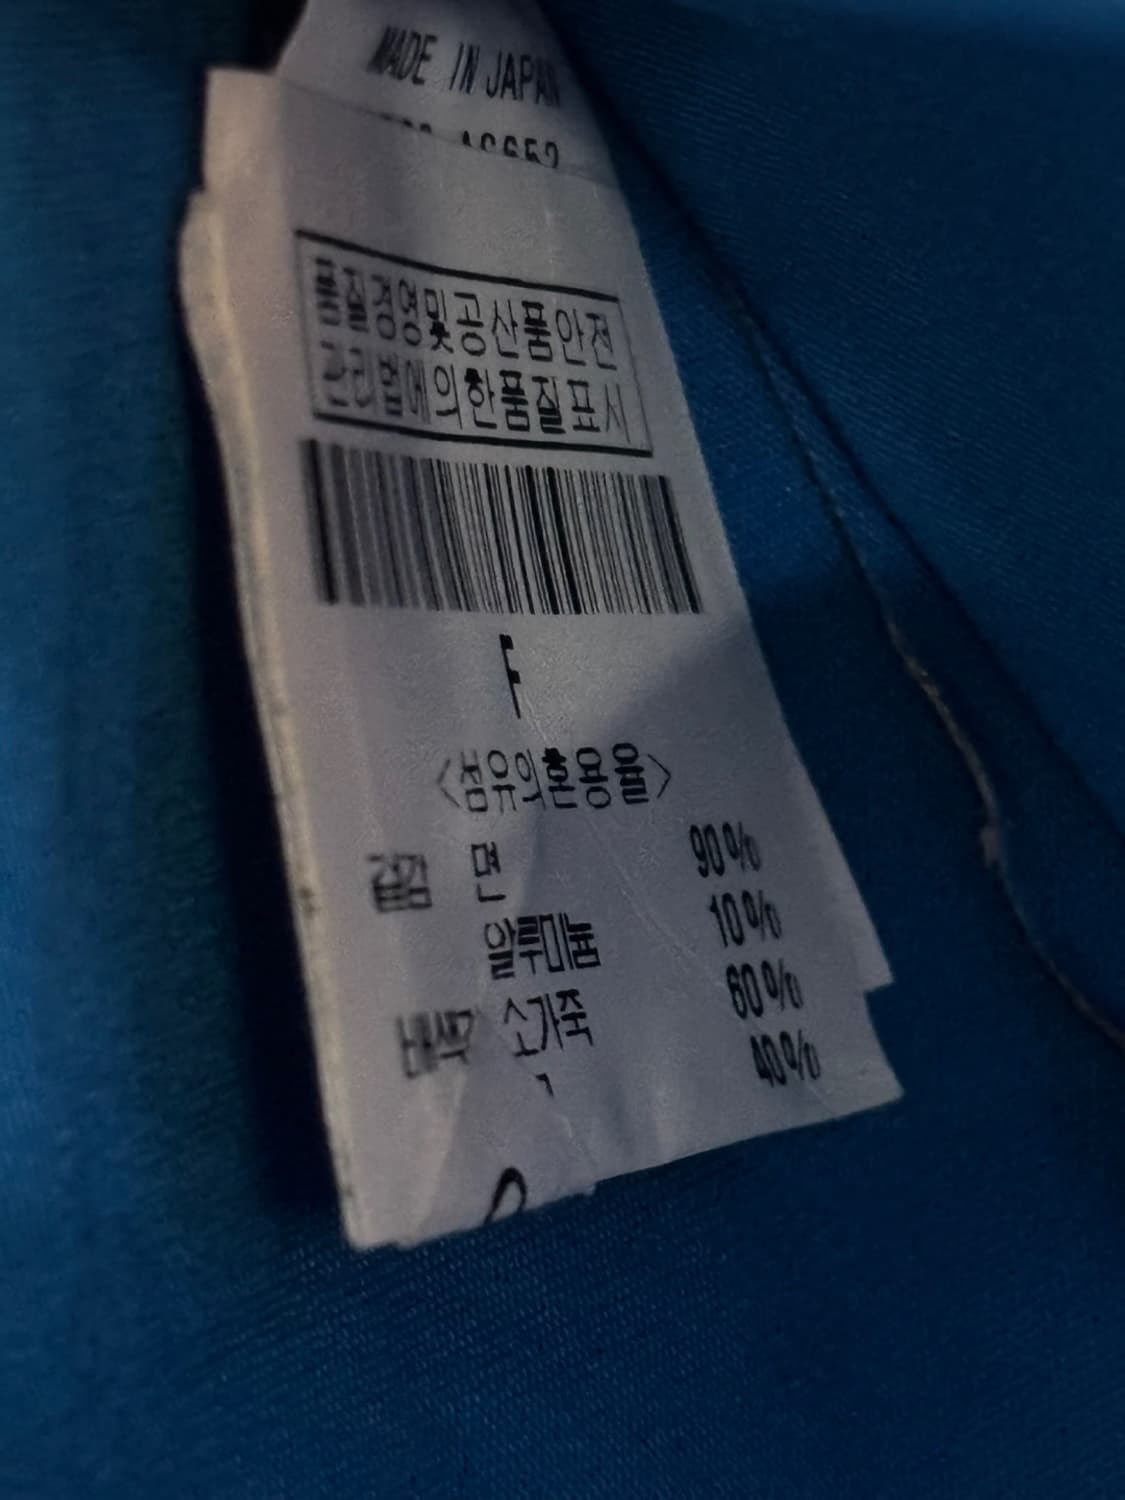 MADE IN JAPAN
품질경영및공산품안전
관리법에의한품질표시
F
<섬유의혼용율>
겉감 면 90%
알루미늄 10%
배색 소가죽 60%
40%